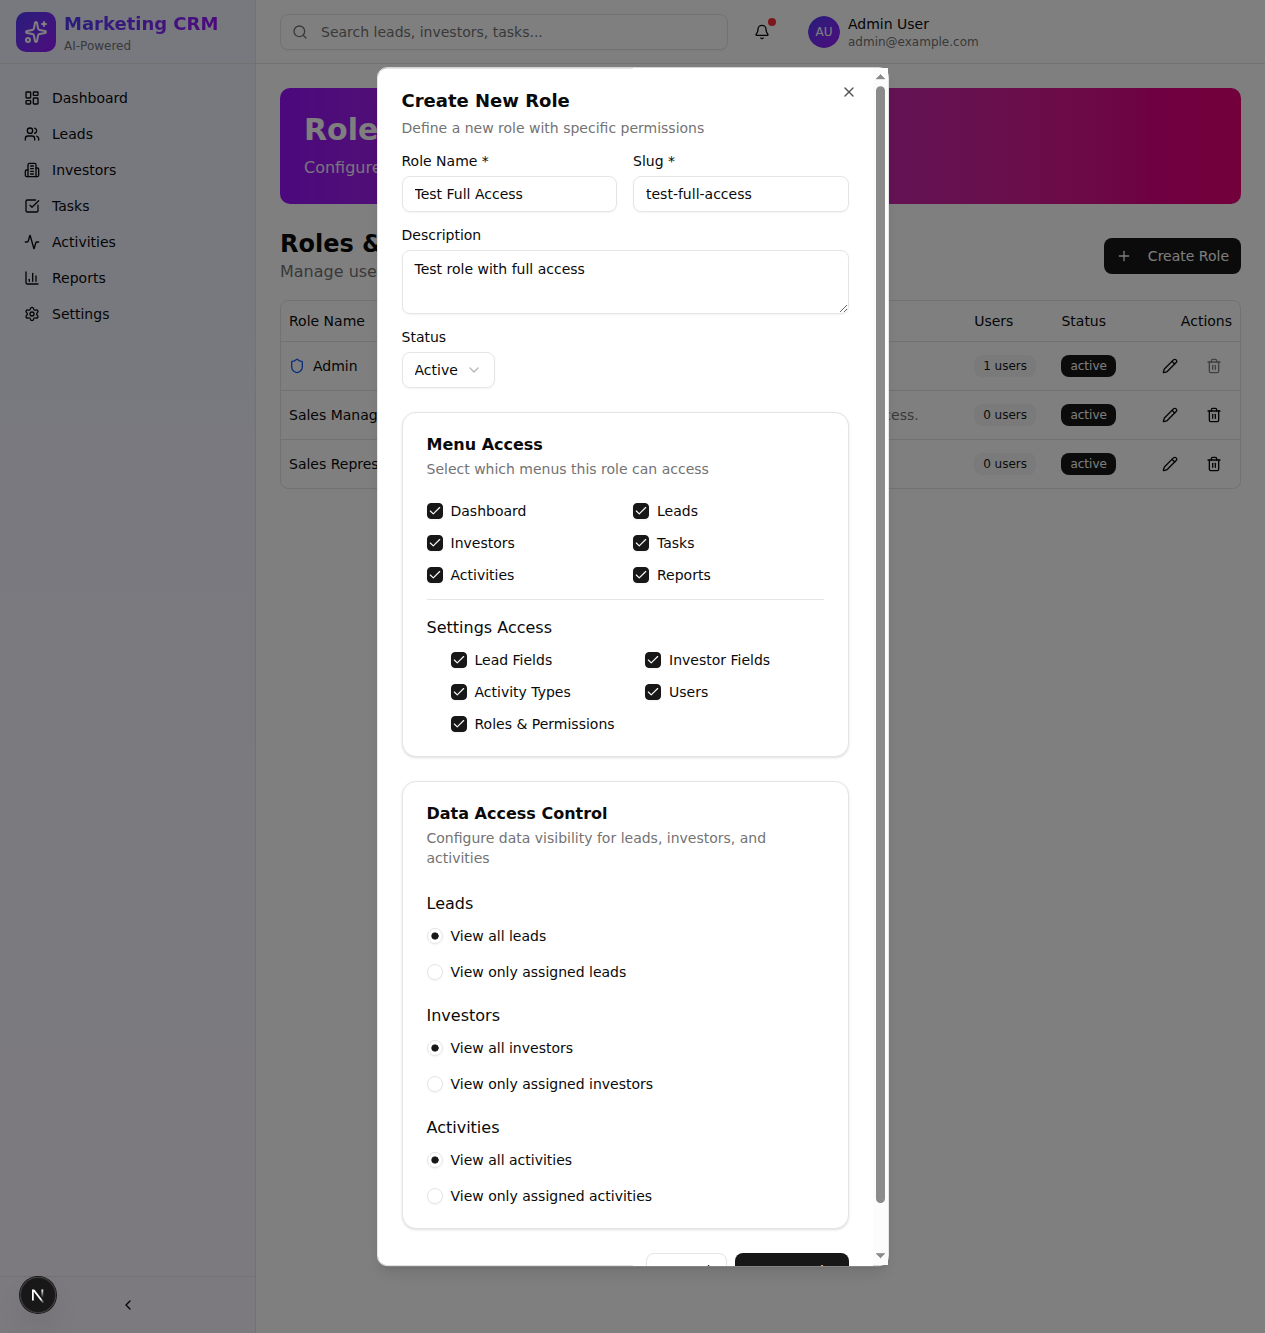 Marketing CRM
AI-Powered
Search leads, investors, tasks...
AU
Admin User
admin@example.com
Dashboard
Leads
Investors
Tasks
Activities
Reports
Settings
Role
Configure
Roles &
Manage use
Create Role
Role Name
Users
Status
Actions
Admin
1 users
active
Sales Manag
cess.
0 users
active
Sales Repres
0 users
active
Create New Role
Define a new role with specific permissions
Role Name *
Slug *
Test Full Access
test-full-access
Description
Test role with full access
Status
Active
Menu Access
Select which menus this role can access
Dashboard
Leads
Investors
Tasks
Activities
Reports
Settings Access
Lead Fields
Investor Fields
Activity Types
Users
Roles & Permissions
Data Access Control
Configure data visibility for leads, investors, and
activities
Leads
View all leads
View only assigned leads
Investors
View all investors
View only assigned investors
Activities
View all activities
View only assigned activities
N